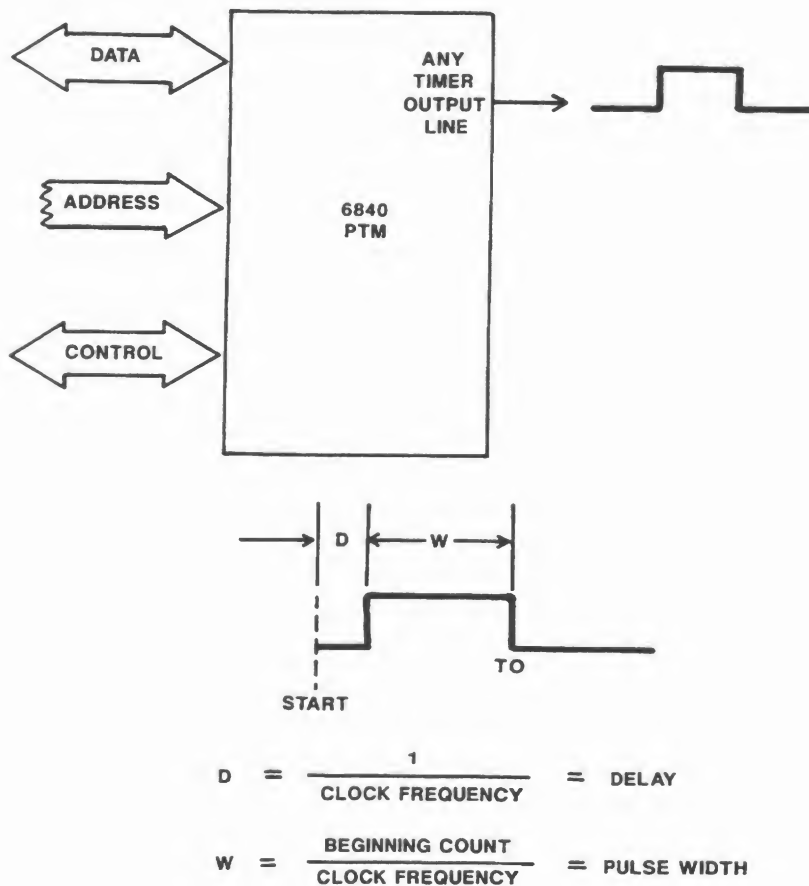 DATA
ANY
TIMER
OUTPUT
LINE
ADDRESS
6840
PTM
CONTROL
D
W
TO
START
D = 1 / CLOCK FREQUENCY = DELAY
W = BEGINNING COUNT / CLOCK FREQUENCY = PULSE WIDTH